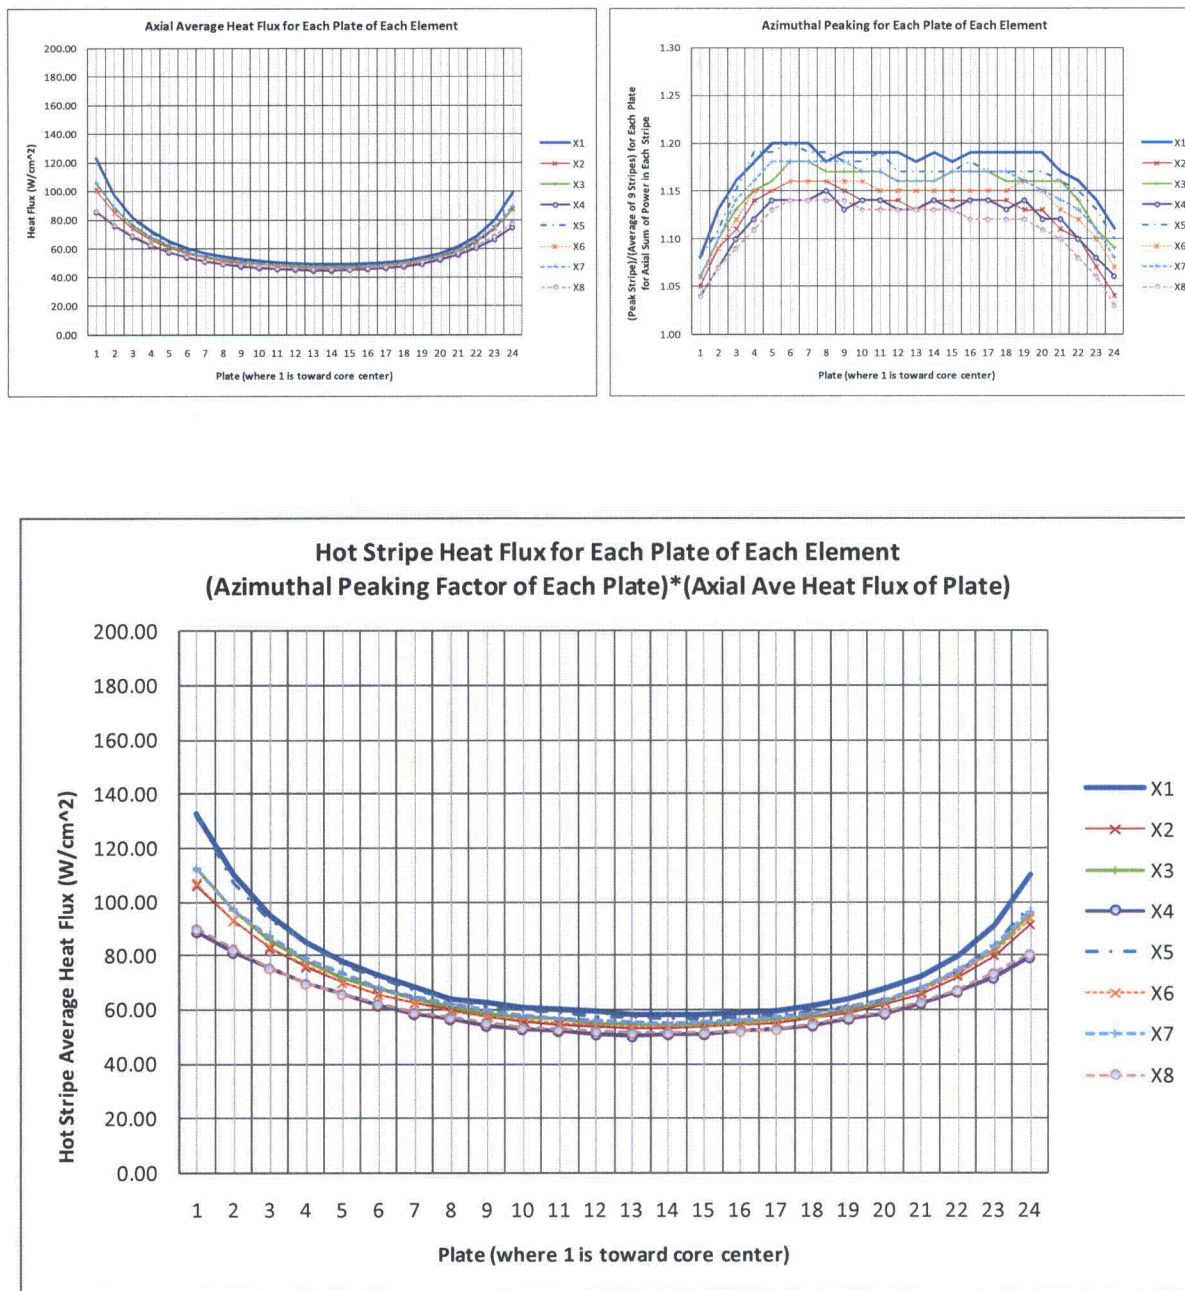 Axial Average Heat Flux for Each Plate of Each Element
Heat Flux (W/cm^2)
200.00
180.00
160.00
140.00
120.00
100.00
80.00
60.00
40.00
20.00
0.00
1 2 3 4 5 6 7 8 9 10 11 12 13 14 15 16 17 18 19 20 21 22 23 24
Plate (where 1 is toward core center)
X1
X2
X3
X4
X5
X6
X7
X8
Azimuthal Peaking for Each Plate of Each Element
(Peak Stripe)/(Average of 9 Stripes) for Each Plate
for Axial Sum of Power in Each Stripe
1.30
1.25
1.20
1.15
1.10
1.05
1.00
1 2 3 4 5 6 7 8 9 10 11 12 13 14 15 16 17 18 19 20 21 22 23 24
Plate (where 1 is toward core center)
X1
X2
X3
X4
X5
X6
X7
X8
Hot Stripe Heat Flux for Each Plate of Each Element
(Azimuthal Peaking Factor of Each Plate)*(Axial Ave Heat Flux of Plate)
Hot Stripe Average Heat Flux (W/cm^2)
200.00
180.00
160.00
140.00
120.00
100.00
80.00
60.00
40.00
20.00
0.00
1 2 3 4 5 6 7 8 9 10 11 12 13 14 15 16 17 18 19 20 21 22 23 24
Plate (where 1 is toward core center)
X1
X2
X3
X4
X5
X6
X7
X8